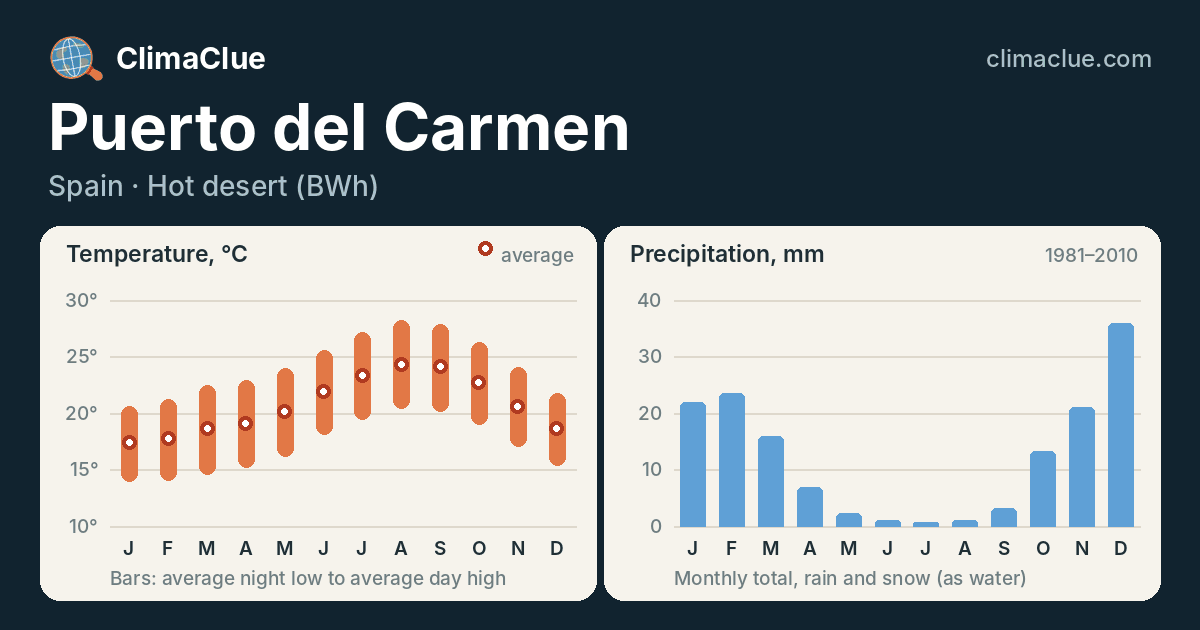 ClimaClue
climaclue.com
Puerto del Carmen
Spain · Hot desert (BWh)
Temperature, °C
average
30°
25°
20°
15°
10°
J F M A M J J A S O N D
Bars: average night low to average day high
Precipitation, mm
1981–2010
40
30
20
10
0
J F M A M J J A S O N D
Monthly total, rain and snow (as water)